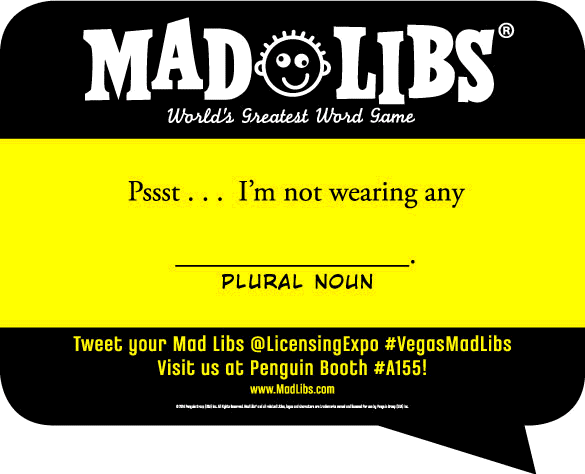 MAD LIBS®
World's Greatest Word Game
Pssst . . . I'm not wearing any
____________________.
PLURAL NOUN
Tweet your Mad Libs @LicensingExpo #VegasMadLibs
Visit us at Penguin Booth #A155!
www.MadLibs.com